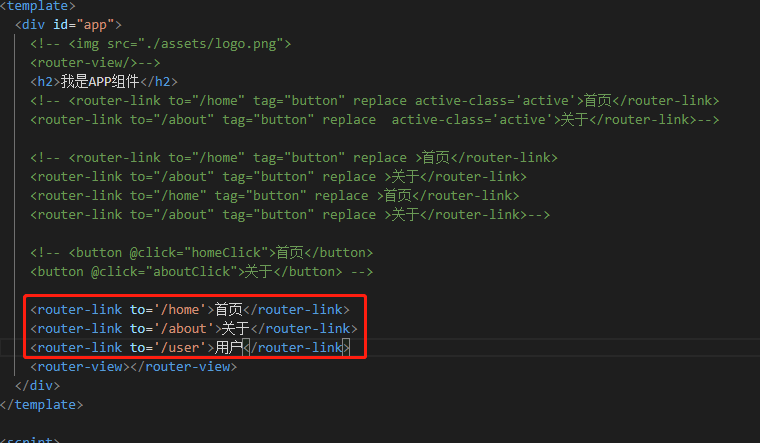 <template>
<div id="app">
<!-- <img src="./assets/logo.png">
<router-view/>-->
<h2>我是APP组件</h2>
<!-- <router-link to="/home" tag="button" replace active-class='active'>首页</router-link>
<router-link to="/about" tag="button" replace  active-class='active'>关于</router-link>-->
<!-- <router-link to="/home" tag="button" replace >首页</router-link>
<router-link to="/about" tag="button" replace >关于</router-link>
<router-link to="/home" tag="button" replace >首页</router-link>
<router-link to="/about" tag="button" replace >关于</router-link>-->
<!-- <button @click="homeClick">首页</button>
<button @click="aboutClick">关于</button> -->
<router-link to='/home'>首页</router-link>
<router-link to='/about'>关于</router-link>
<router-link to='/user'>用户</router-link>
<router-view></router-view>
</div>
</template>
<script>